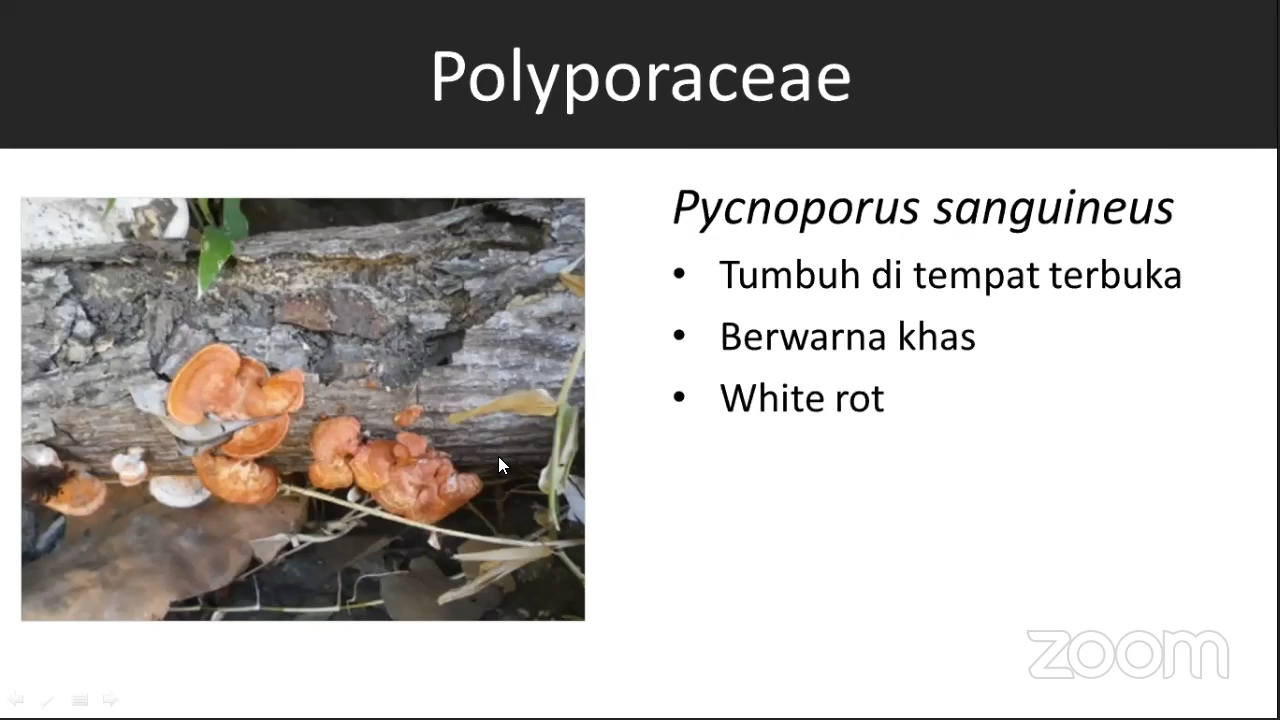 Polyporaceae
Pycnoporus sanguineus
• Tumbuh di tempat terbuka
• Berwarna khas
• White rot
zoom